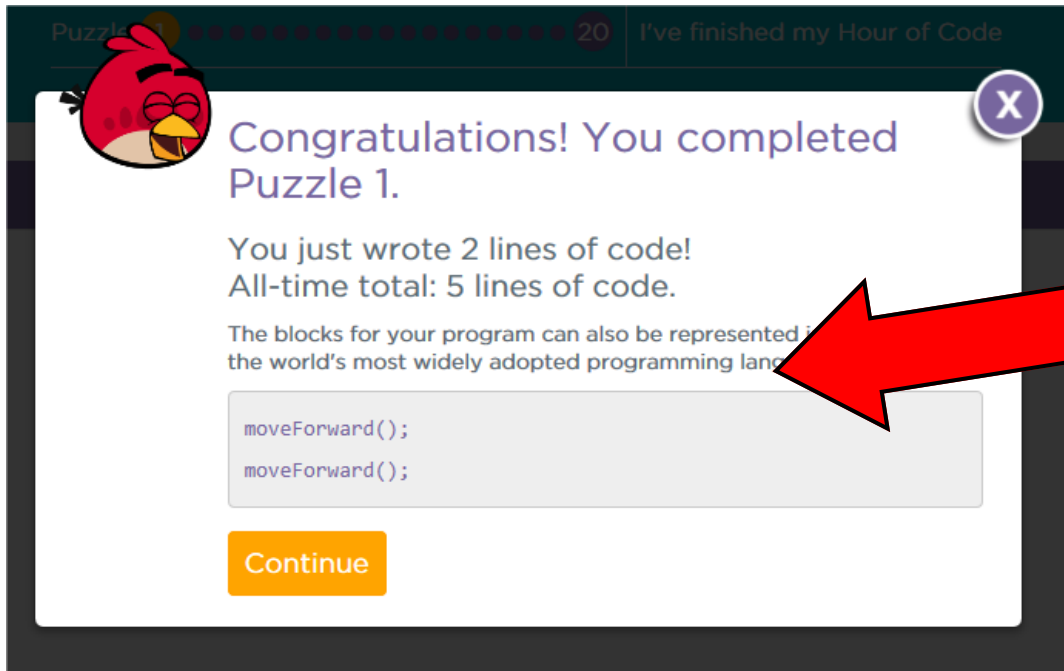 1 20 I've finished my Hour of Code
X
Congratulations! You completed
Puzzle 1.
You just wrote 2 lines of code!
All-time total: 5 lines of code.
The blocks for your program can also be represented
the world's most widely adopted programming
moveForward();
moveForward();
Continue